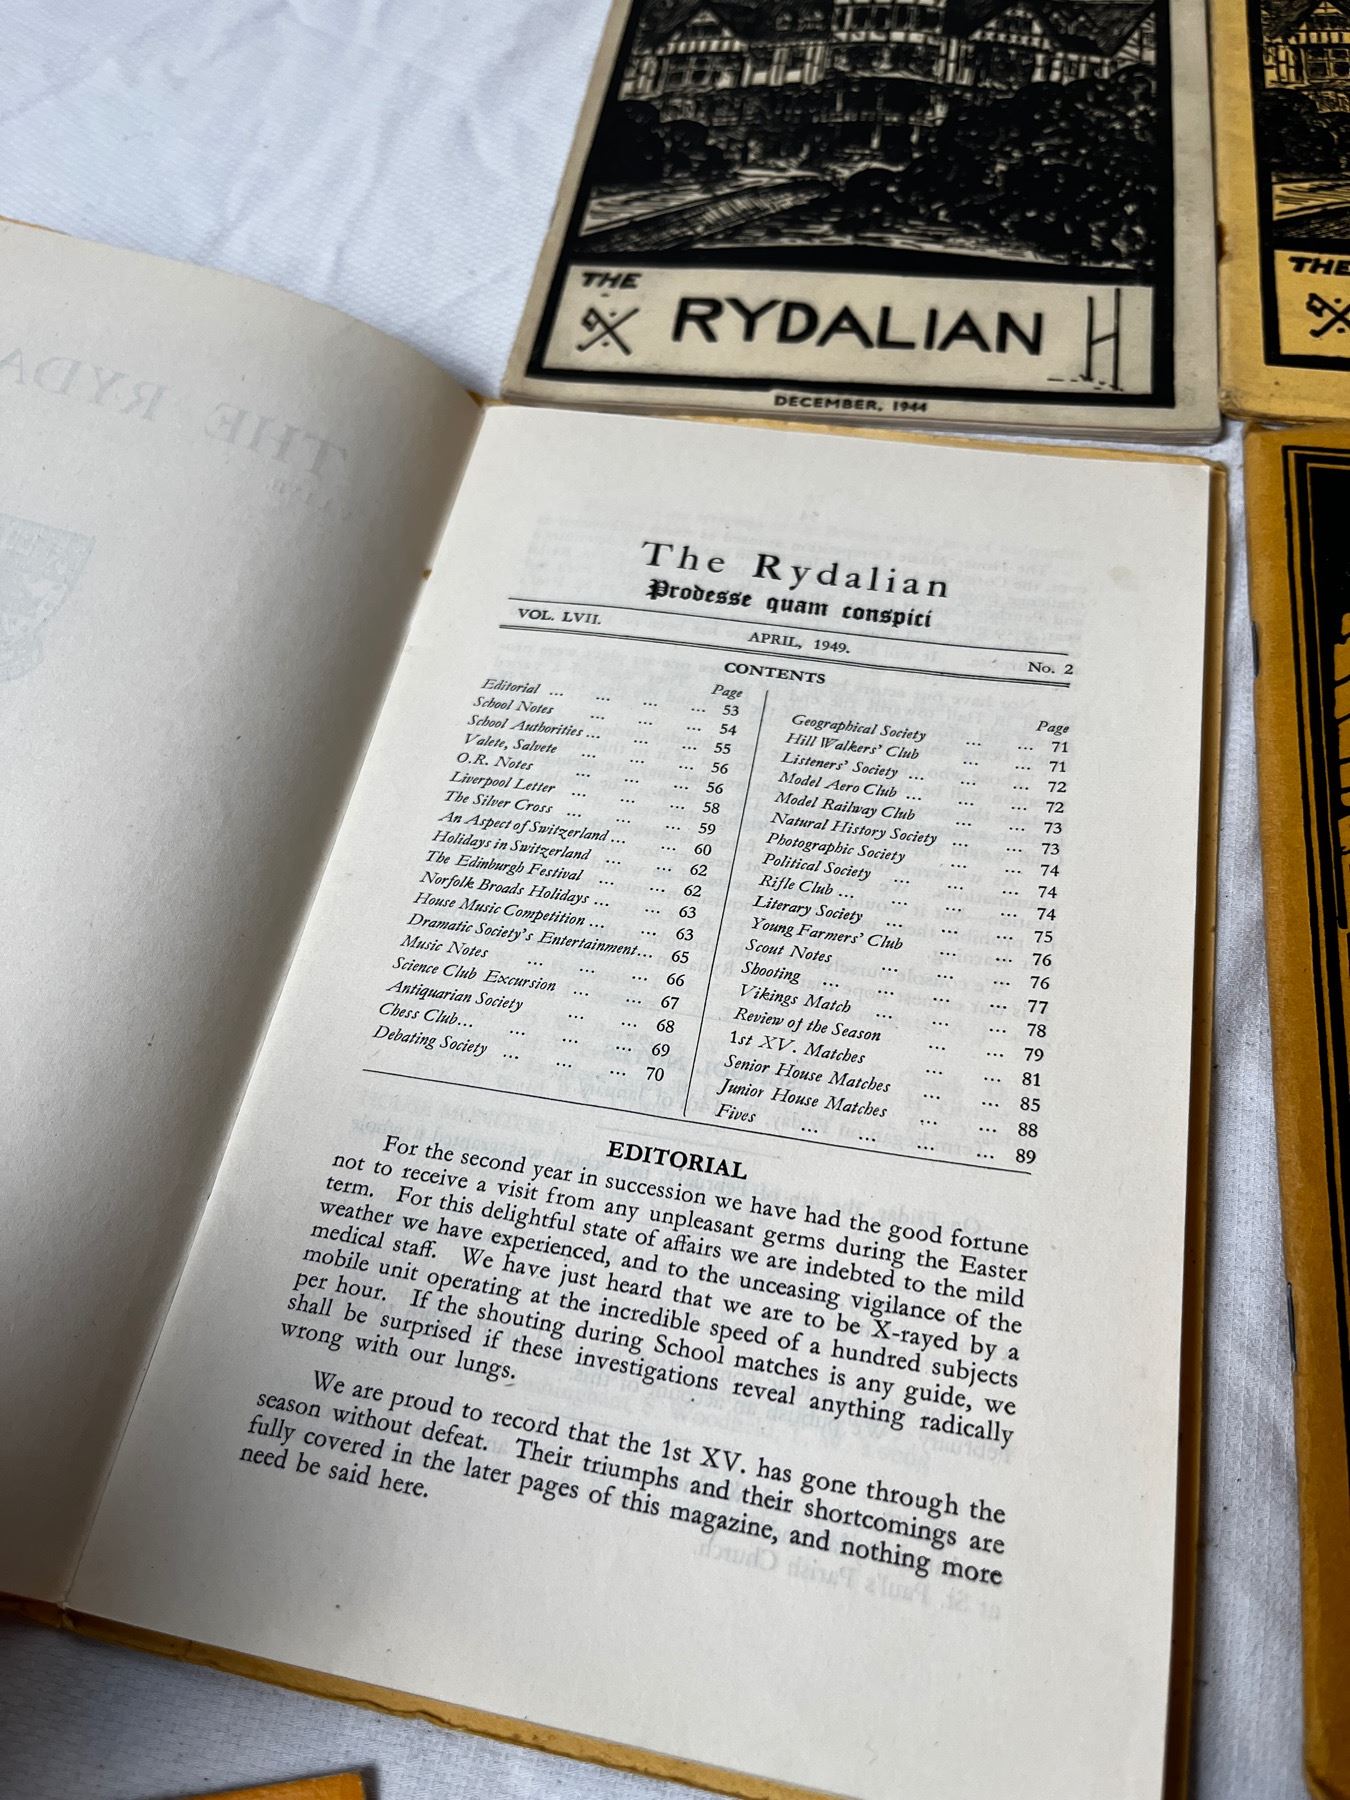 THE
RYDALIAN
DECEMBER, 1944
THE
The Rydalian
Prodesse quam conspici
VOL. LVII.
APRIL, 1949.
No. 2
CONTENTS
Page
Editorial ... ... ... ... 53
School Notes ... ... ... 54
School Authorities ... ... ... 55
Valete, Salvete ... ... ... 56
O.R. Notes ... ... ... 56
Liverpool Letter ... ... ... 58
The Silver Cross ... ... ... 59
An Aspect of Switzerland ... ... 60
Holidays in Switzerland ... ... 62
The Edinburgh Festival ... ... 62
Norfolk Broads Holidays ... ... 63
House Music Competition ... ... 63
Dramatic Society's Entertainment... 65
Music Notes ... ... ... 66
Science Club Excursion ... ... 67
Antiquarian Society ... ... 68
Chess Club... ... ... ... 69
Debating Society ... ... ... 70
Page
Geographical Society ... ... 71
Hill Walkers' Club ... ... 71
Listeners' Society ... ... ... 72
Model Aero Club ... ... ... 72
Model Railway Club ... ... 73
Natural History Society ... ... 73
Photographic Society ... ... 74
Political Society ... ... ... 74
Rifle Club ... ... ... ... 74
Literary Society ... ... ... 75
Young Farmers' Club ... ... 76
Scout Notes ... ... ... 76
Shooting ... ... ... ... 77
Vikings Match ... ... ... 78
Review of the Season ... ... 79
1st XV. Matches ... ... 81
Senior House Matches ... ... 85
Junior House Matches ... ... 88
Fives ... ... ... ... 89
EDITORIAL
For the second year in succession we have had the good fortune
not to receive a visit from any unpleasant germs during the Easter
term. For this delightful state of affairs we are indebted to the mild
weather we have experienced, and to the unceasing vigilance of the
medical staff. We have just heard that we are to be X-rayed by a
mobile unit operating at the incredible speed of a hundred subjects
per hour. If the shouting during School matches is any guide, we
shall be surprised if these investigations reveal anything radically
wrong with our lungs.
We are proud to record that the 1st XV. has gone through the
season without defeat. Their triumphs and their shortcomings are
fully covered in the later pages of this magazine, and nothing more
need be said here.